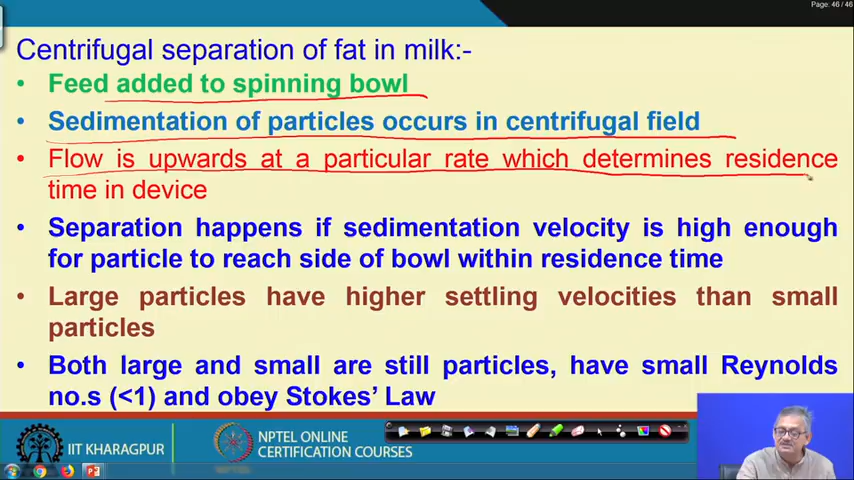 Page: 46 / 46
Centrifugal separation of fat in milk:-
• Feed added to spinning bowl
• Sedimentation of particles occurs in centrifugal field
• Flow is upwards at a particular rate which determines residence
time in device
• Separation happens if sedimentation velocity is high enough
for particle to reach side of bowl within residence time
• Large particles have higher settling velocities than small
particles
• Both large and small are still particles, have small Reynolds
no.s (<1) and obey Stokes' Law
IIT KHARAGPUR
NPTEL ONLINE
CERTIFICATION COURSES